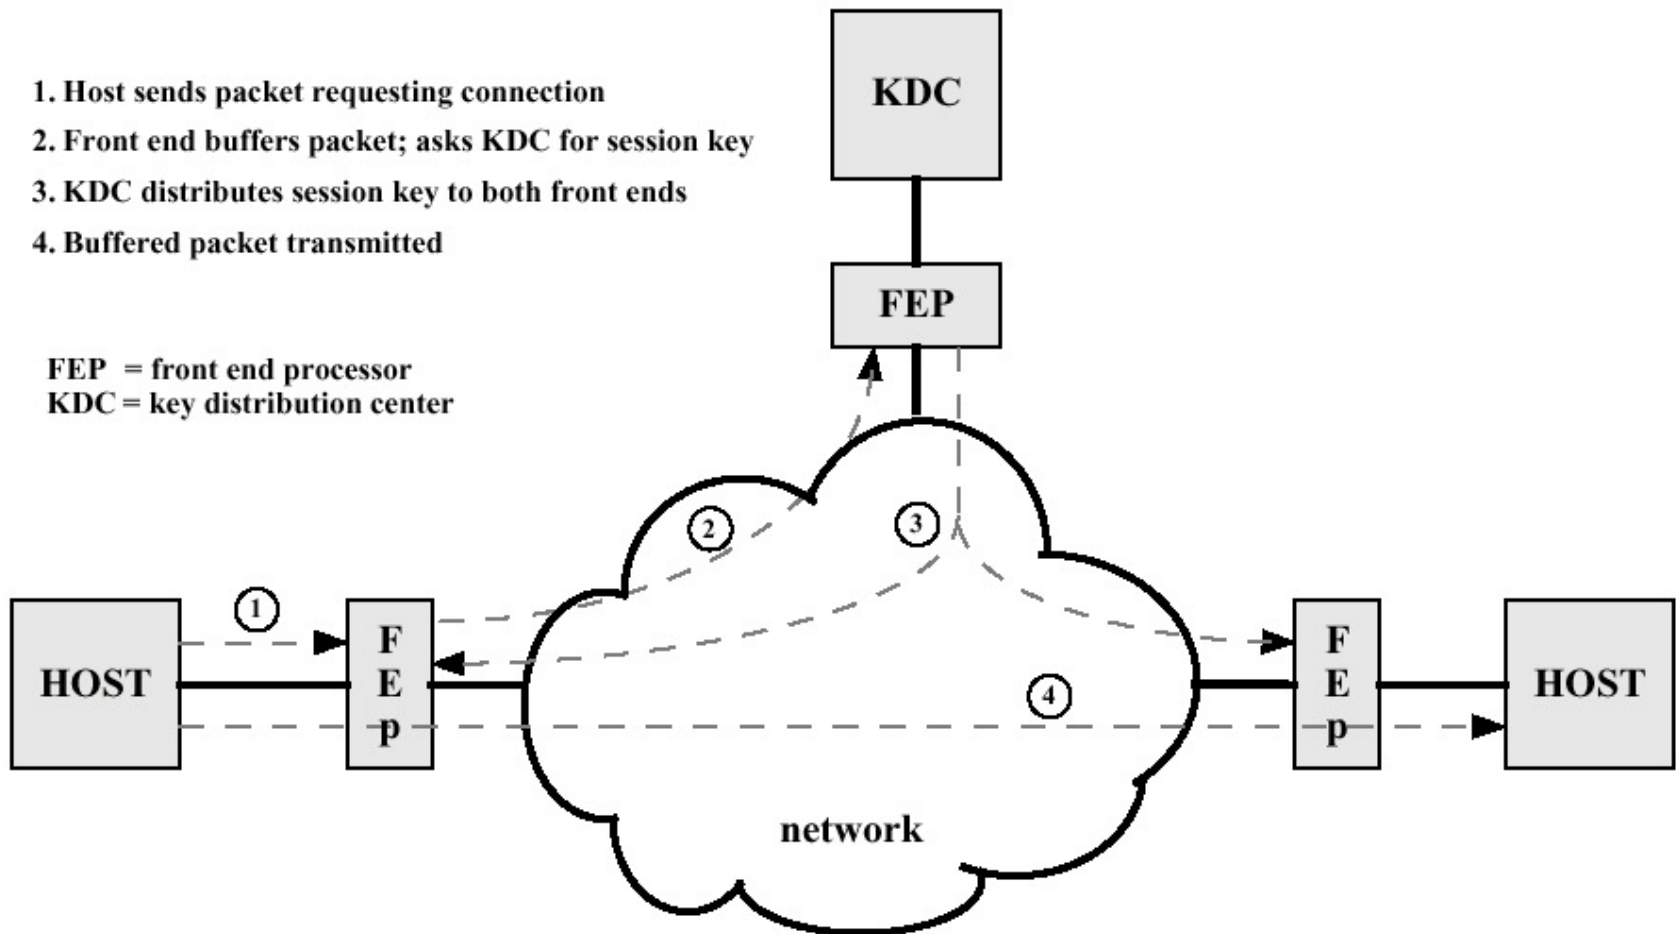 1. Host sends packet requesting connection
2. Front end buffers packet; asks KDC for session key
3. KDC distributes session key to both front ends
4. Buffered packet transmitted
FEP = front end processor
KDC = key distribution center
KDC
FEP
2
3
1
HOST
F
E
p
4
F
E
p
HOST
network